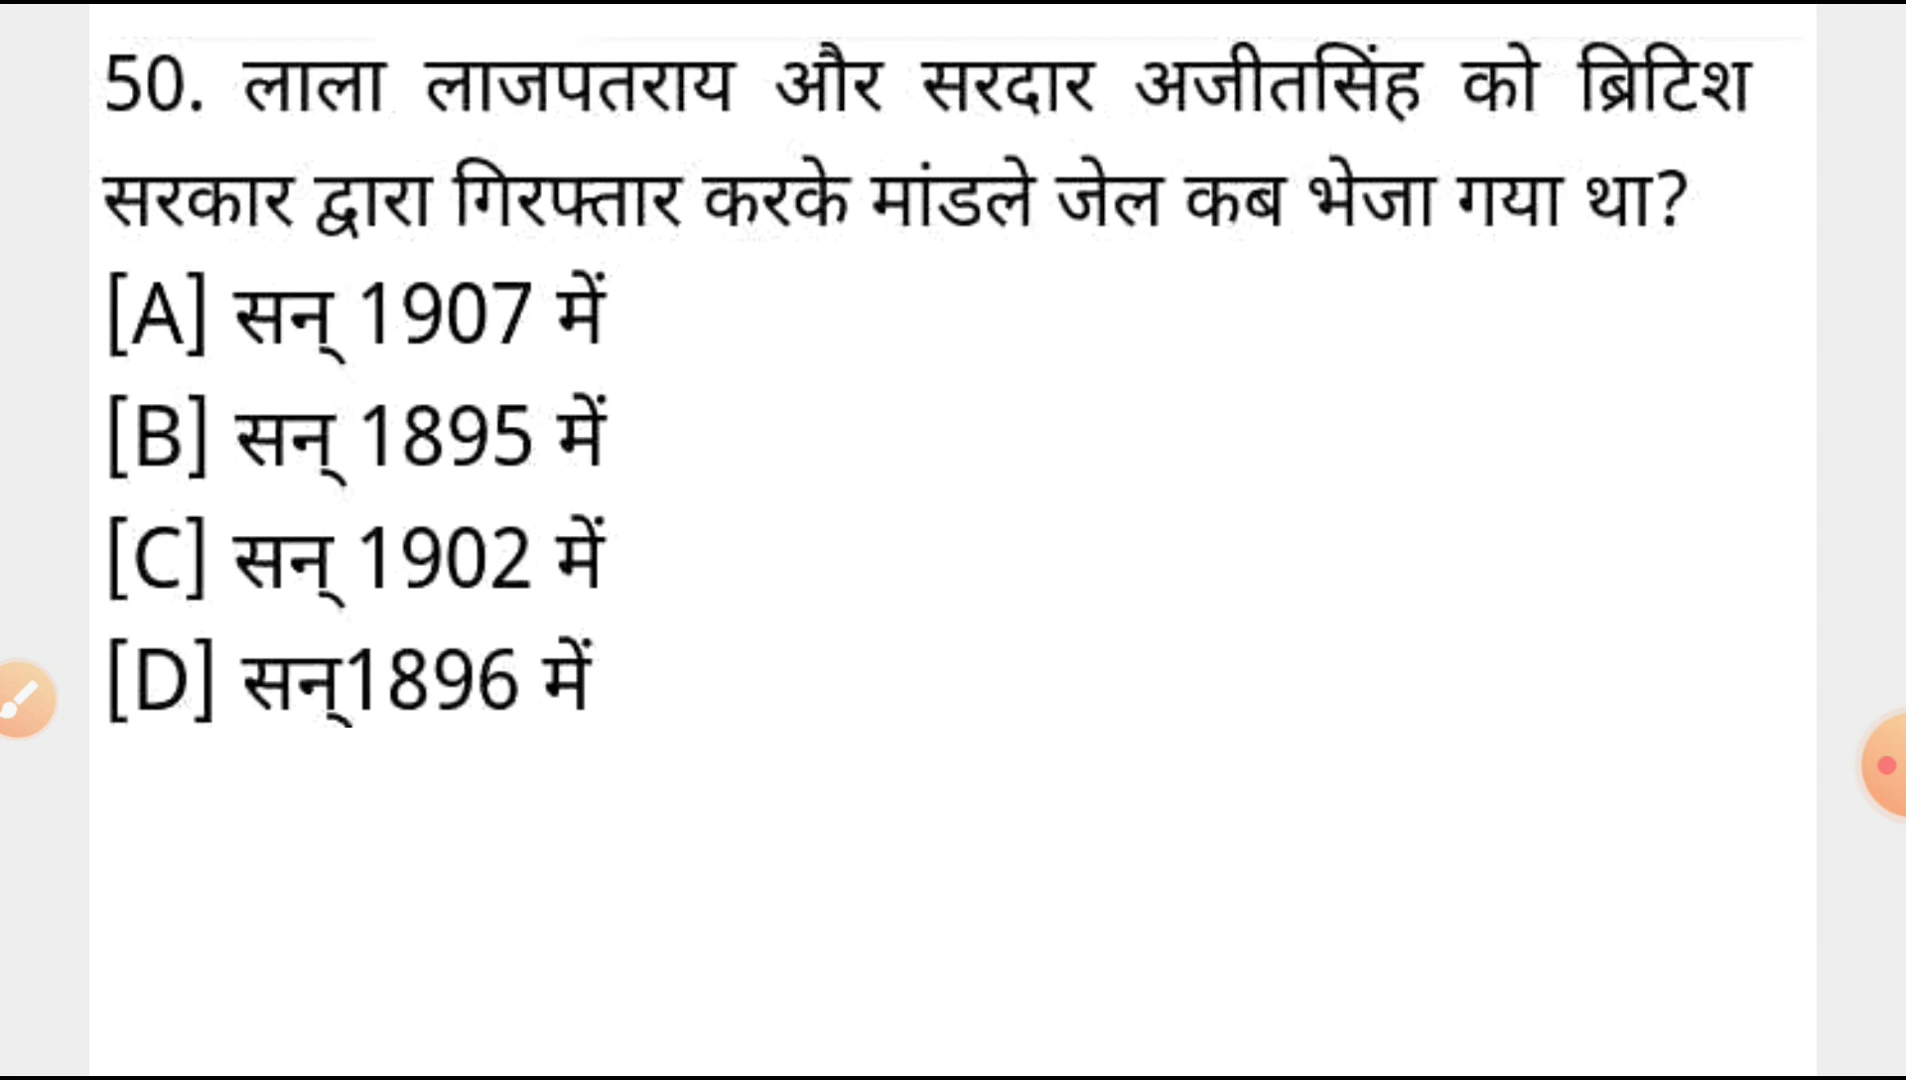 50. लाला लाजपतराय और सरदार अजीतसिंह को ब्रिटिश
सरकार द्वारा गिरफ्तार करके मांडले जेल कब भेजा गया था?
[A] सन् 1907 में
[B] सन् 1895 में
[C] सन् 1902 में
[D] सन्1896 में